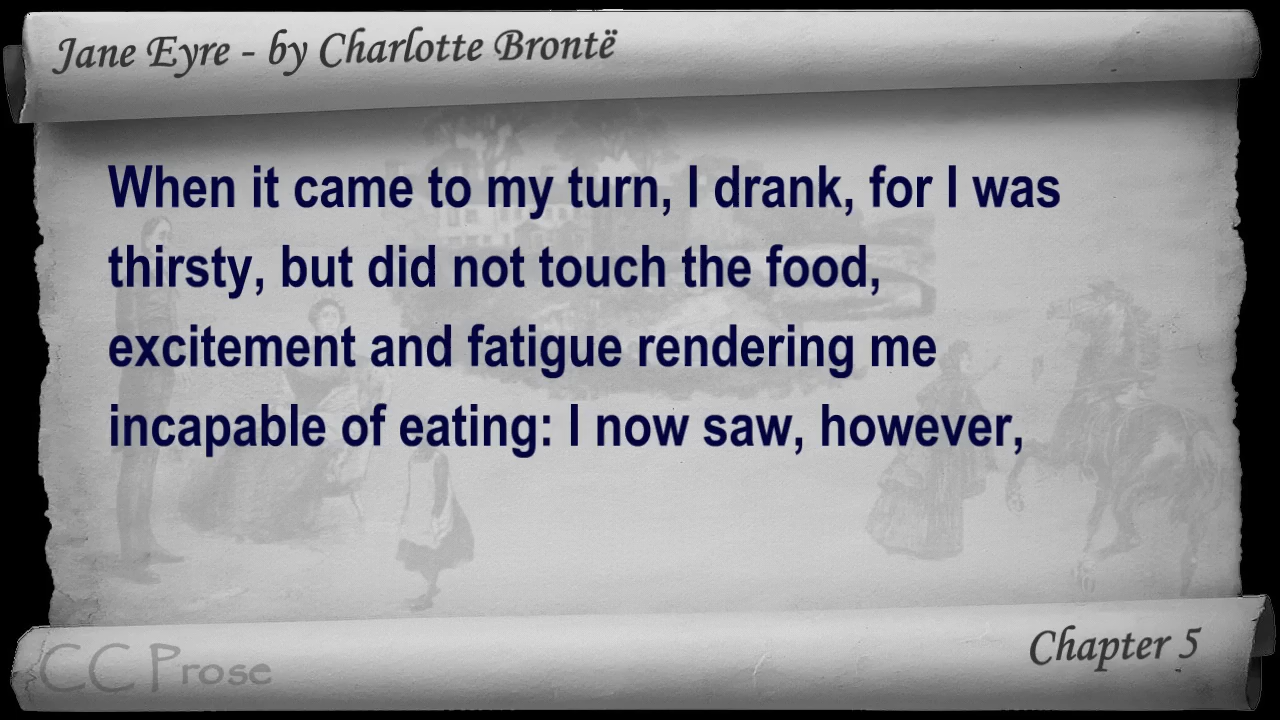 Jane Eyre - by Charlotte Brontë
When it came to my turn, I drank, for I was
thirsty, but did not touch the food,
excitement and fatigue rendering me
incapable of eating: I now saw, however,
Chapter 5
CC Prose